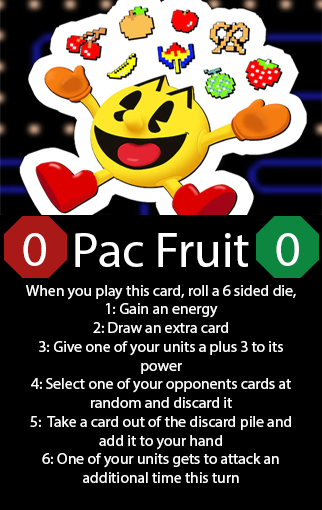 0 Pac Fruit 0
When you play this card, roll a 6 sided die,
1: Gain an energy
2: Draw an extra card
3: Give one of your units a plus 3 to its
power
4: Select one of your opponents cards at
random and discard it
5: Take a card out of the discard pile and
add it to your hand
6: One of your units gets to attack an
additional time this turn